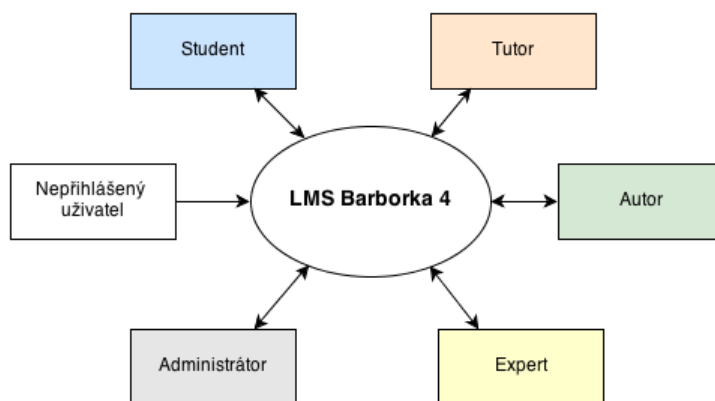 Student
Tutor
Nepřihlášený
uživatel
LMS Barborka 4
Autor
Administrátor
Expert